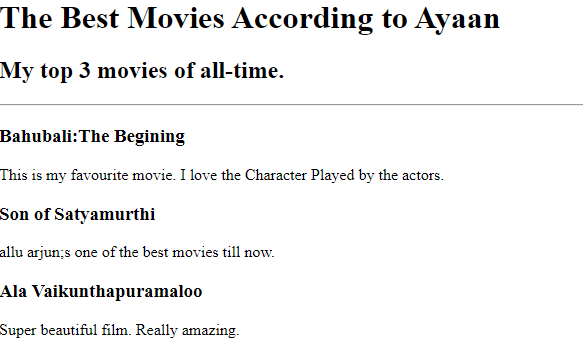 The Best Movies According to Ayaan
My top 3 movies of all-time.
Bahubali:The Begining
This is my favourite movie. I love the Character Played by the actors.
Son of Satyamurthi
allu arjun;s one of the best movies till now.
Ala Vaikunthapuramaloo
Super beautiful film. Really amazing.